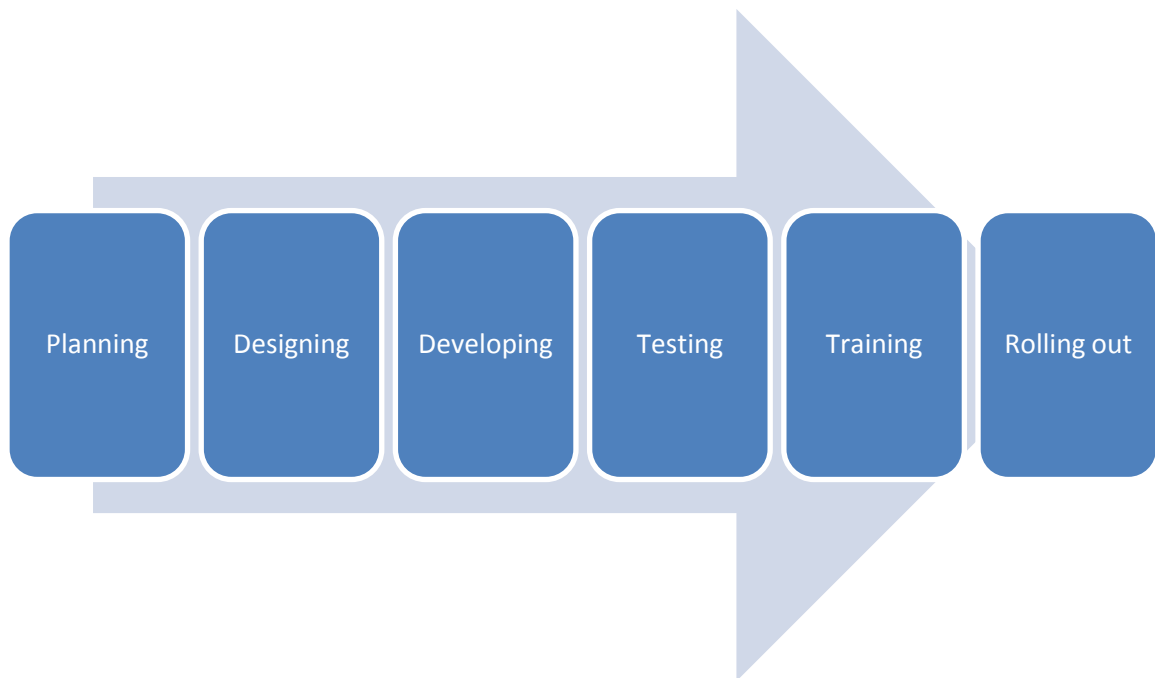 Planning
Designing
Developing
Testing
Training
Rolling out